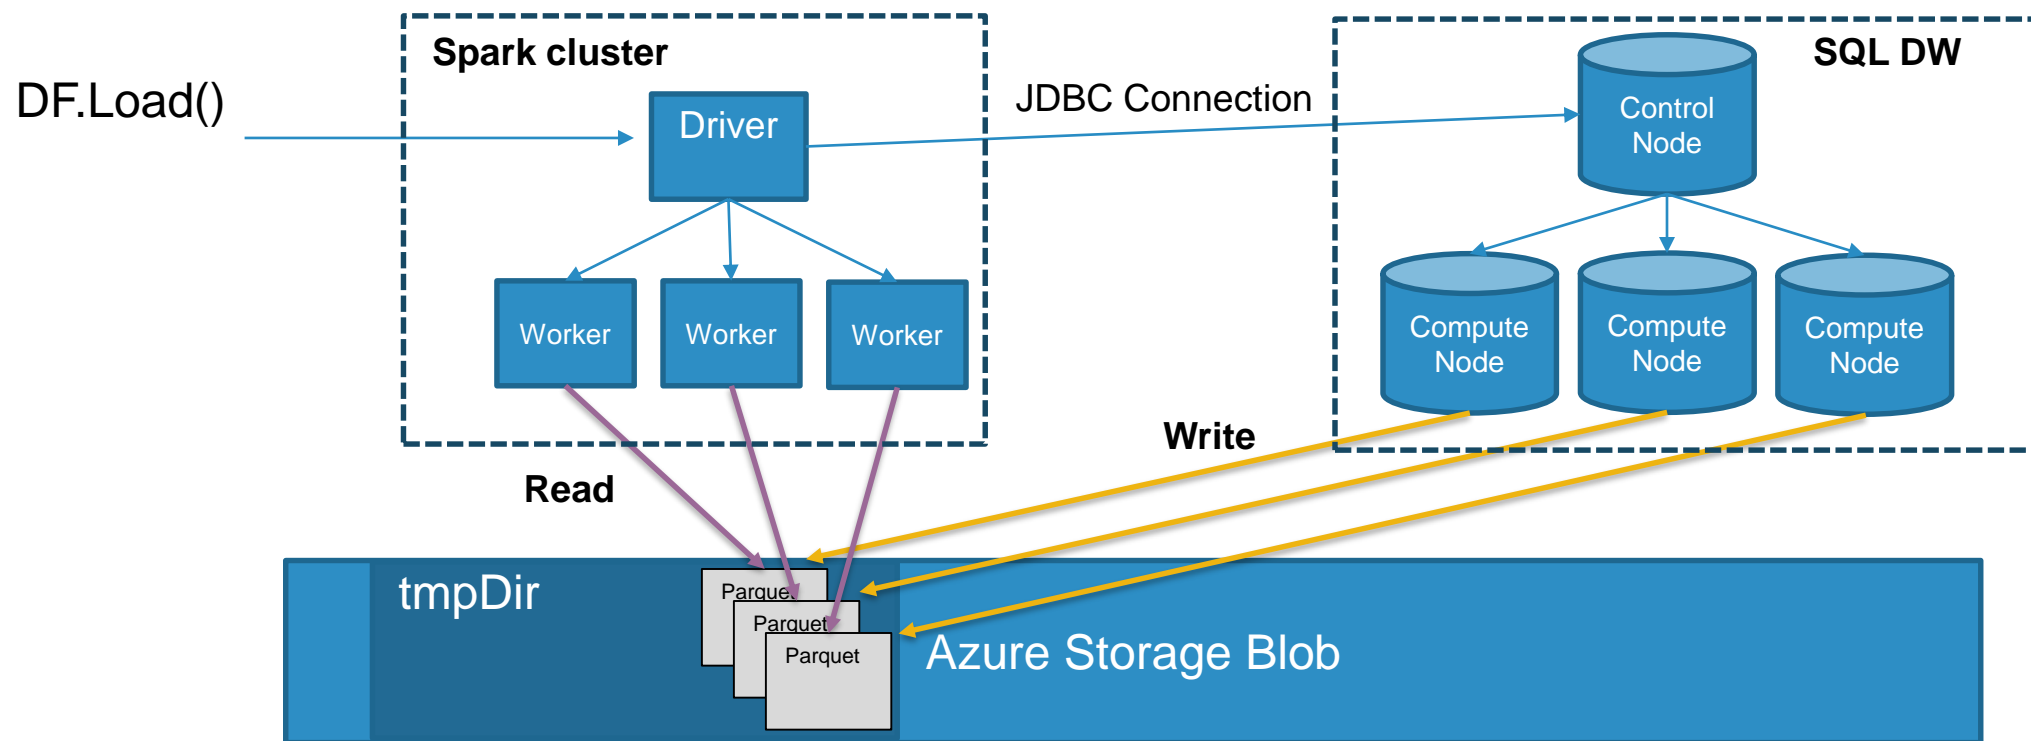 Spark cluster
SQL DW
DF.Load()
Driver
JDBC Connection
Control
Node
Worker
Worker
Worker
Compute
Node
Compute
Node
Compute
Node
Write
Read
tmpDir
Parquet
Parquet
Parquet
Azure Storage Blob